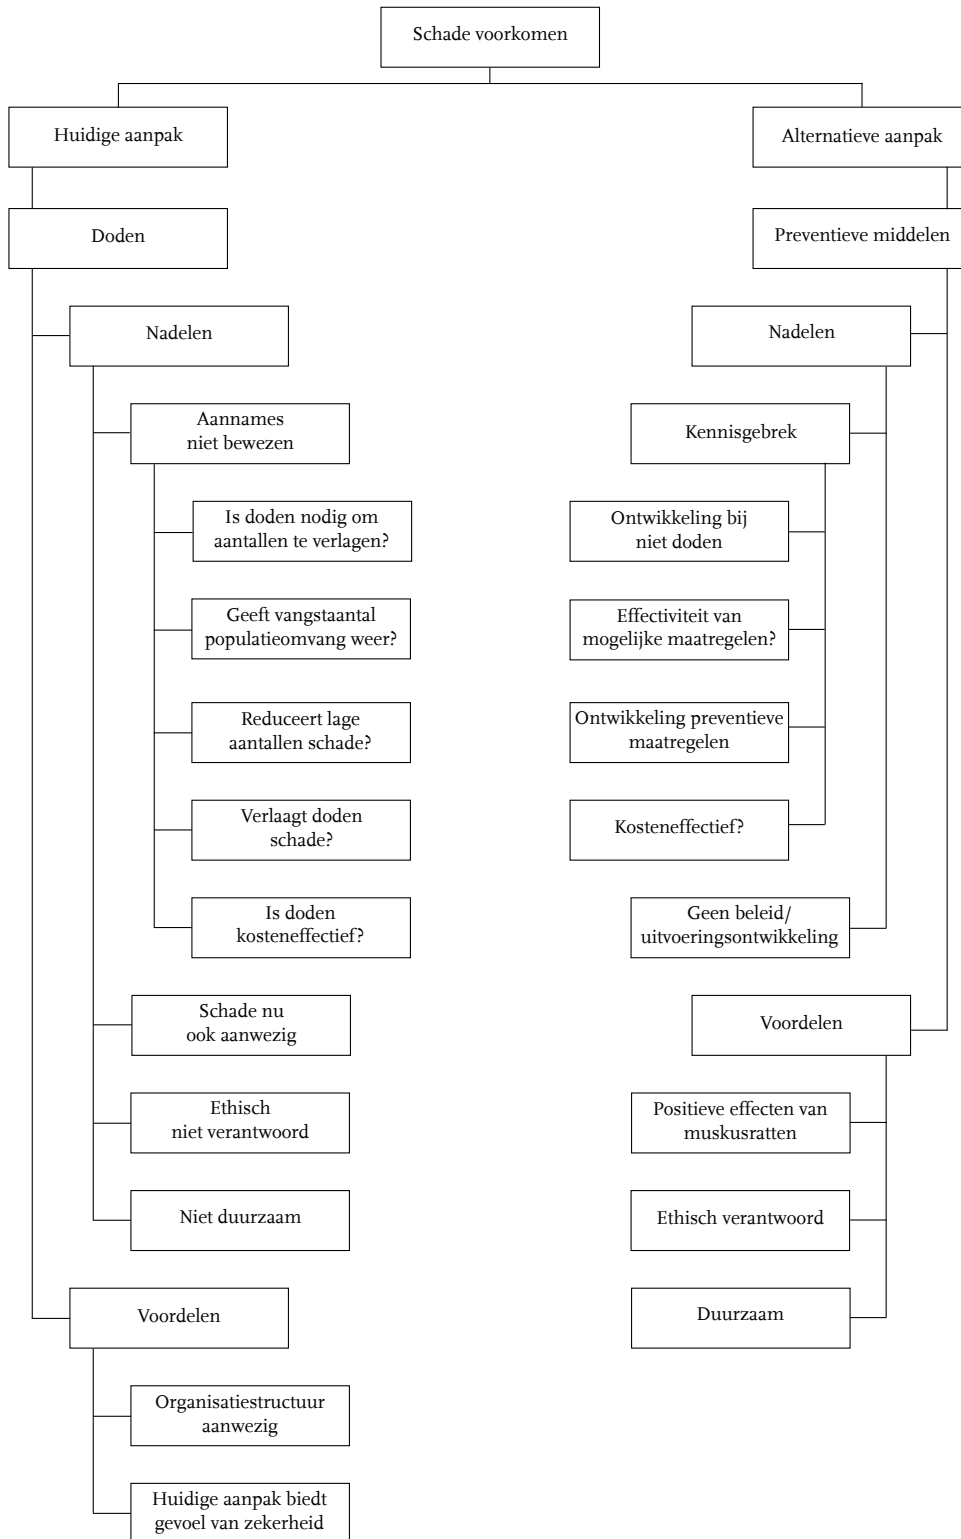 Schade voorkomen
Huidige aanpak
Doden
Nadelen
Aannames
niet bewezen
Is doden nodig om
aantallen te verlagen?
Geeft vangstaantal
populatieomvang weer?
Reduceert lage
aantallen schade?
Verlaagt doden
schade?
Is doden
kosteneffectief?
Schade nu
ook aanwezig
Ethisch
niet verantwoord
Niet duurzaam
Voordelen
Organisatiestructuur
aanwezig
Huidige aanpak biedt
gevoel van zekerheid
Alternatieve aanpak
Preventieve middelen
Nadelen
Kennisgebrek
Ontwikkeling bij
niet doden
Effectiviteit van
mogelijke maatregelen?
Ontwikkeling preventieve
maatregelen
Kosteneffectief?
Geen beleid/
uitvoeringsontwikkeling
Voordelen
Positieve effecten van
muskusratten
Ethisch verantwoord
Duurzaam